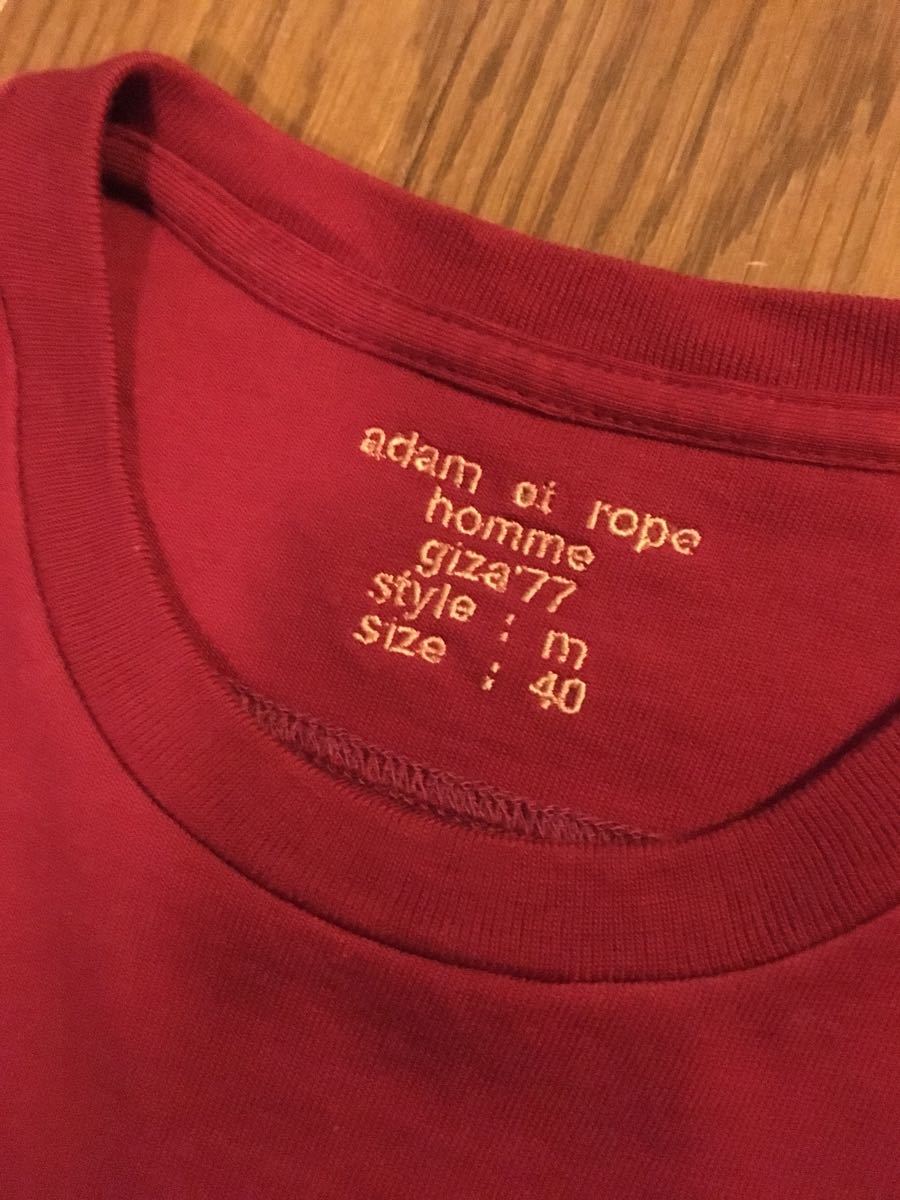 adam et rope
homme
giza'77
style : m
size : 40